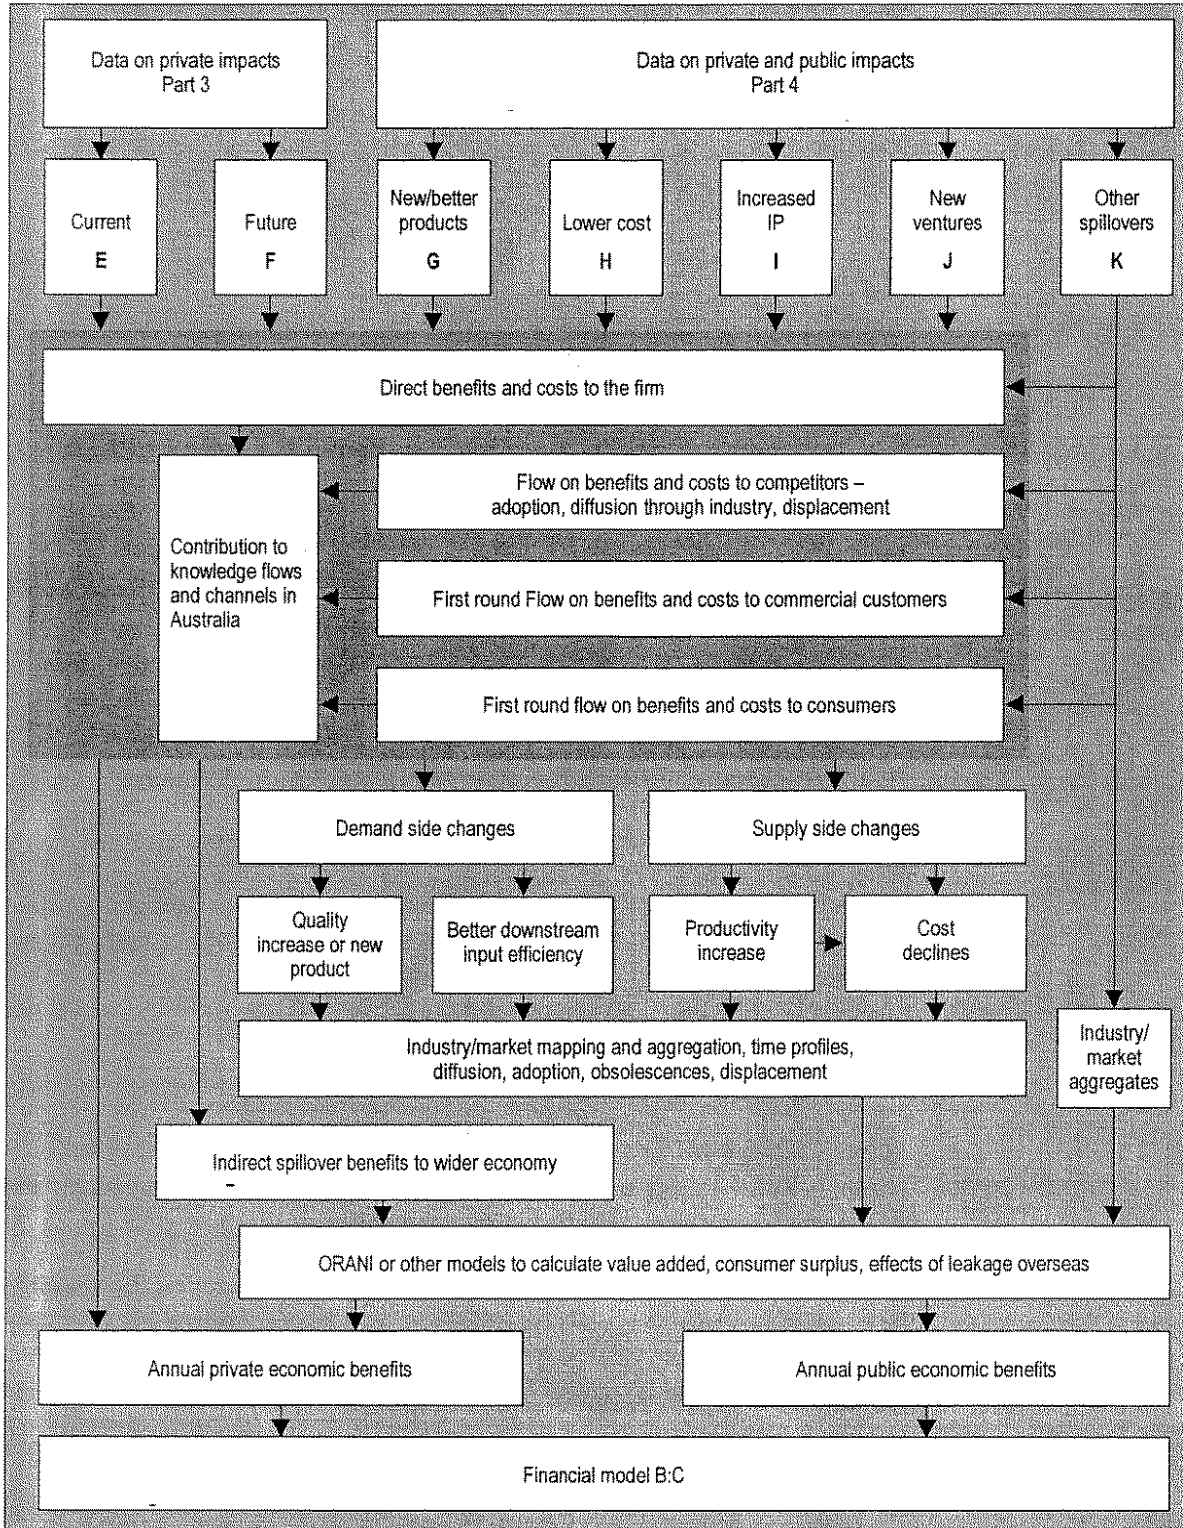 Data on private impacts
Part 3
Data on private and public impacts
Part 4
Current
E
Future
F
New/better
products
G
Lower cost
H
Increased
IP
I
New
ventures
J
Other
spillovers
K
Direct benefits and costs to the firm
Contribution to
knowledge flows
and channels in
Australia
Flow on benefits and costs to competitors –
adoption, diffusion through industry, displacement
First round Flow on benefits and costs to commercial customers
First round flow on benefits and costs to consumers
Demand side changes
Supply side changes
Quality
increase or new
product
Better downstream
input efficiency
Productivity
increase
Cost
declines
Industry/market mapping and aggregation, time profiles,
diffusion, adoption, obsolescences, displacement
Industry/
market
aggregates
Indirect spillover benefits to wider economy
ORANI or other models to calculate value added, consumer surplus, effects of leakage overseas
Annual private economic benefits
Annual public economic benefits
Financial model B:C